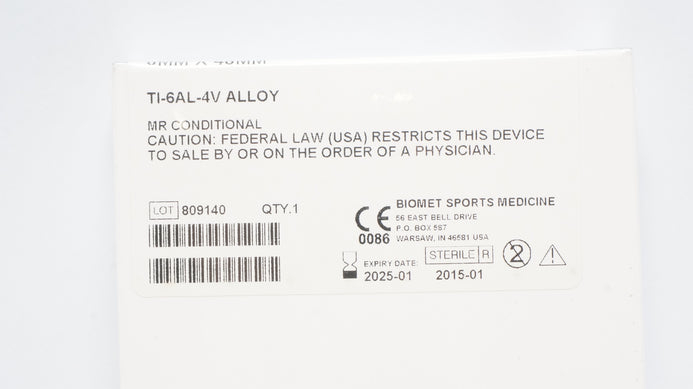 TI-6AL-4V ALLOY
MR CONDITIONAL
CAUTION: FEDERAL LAW (USA) RESTRICTS THIS DEVICE
TO SALE BY OR ON THE ORDER OF A PHYSICIAN.
LOT 809140 QTY.1
CE 0086
BIOMET SPORTS MEDICINE
56 EAST BELL DRIVE
P.O. BOX 587
WARSAW, IN 46581 USA
EXPIRY DATE: STERILE R 2
2025-01 2015-01